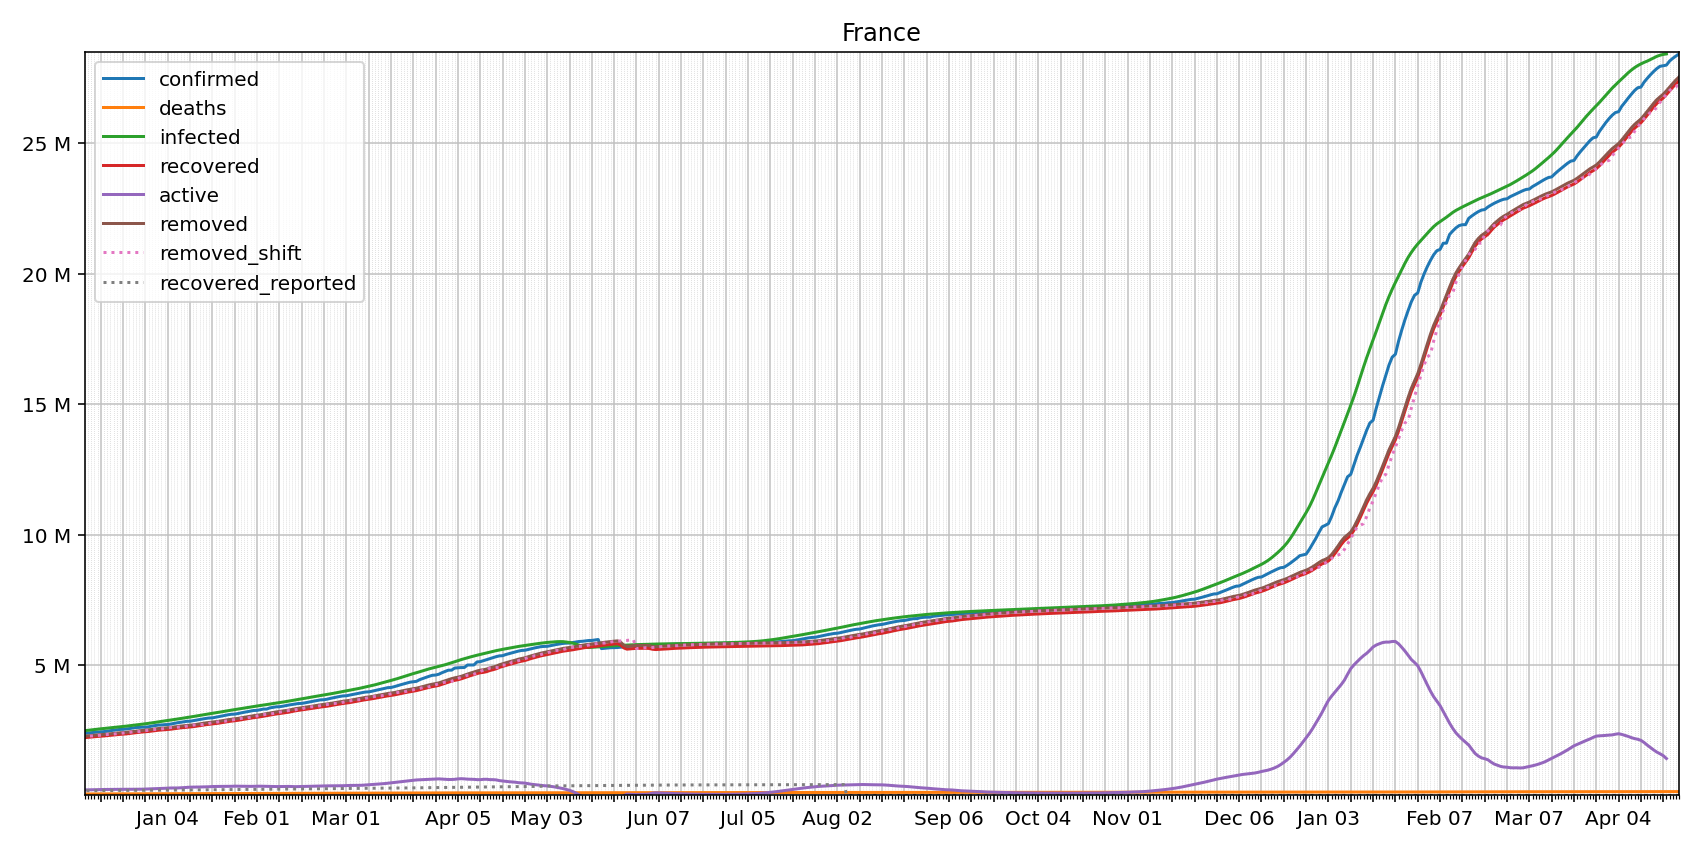 France
confirmed
deaths
infected
recovered
active
removed
removed_shift
recovered_reported
25 M
20 M
15 M
10 M
5 M
Jan 04 Feb 01 Mar 01 Apr 05 May 03 Jun 07 Jul 05 Aug 02 Sep 06 Oct 04 Nov 01 Dec 06 Jan 03 Feb 07 Mar 07 Apr 04